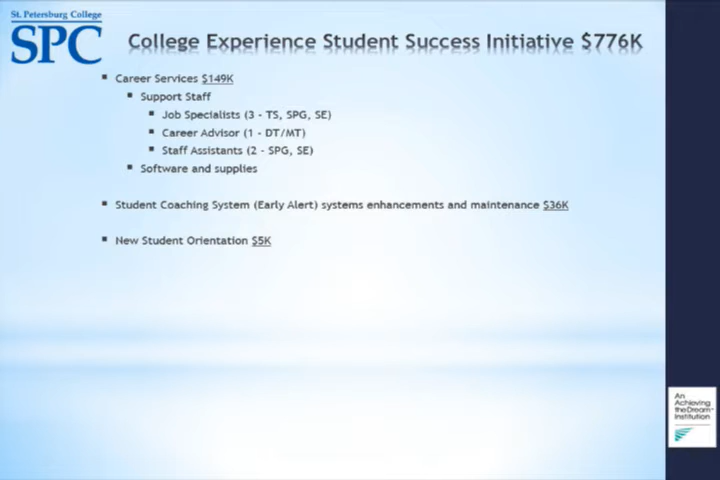 St. Petersburg College
SPC
College Experience Student Success Initiative $776K
Career Services $149K
Support Staff
Job Specialists (3 - TS, SPG, SE)
Career Advisor (1 - DT/MT)
Staff Assistants (2 - SPG, SE)
Software and supplies
Student Coaching System (Early Alert) systems enhancements and maintenance $36K
New Student Orientation $5K
An
Achieving
the Dream
Institution